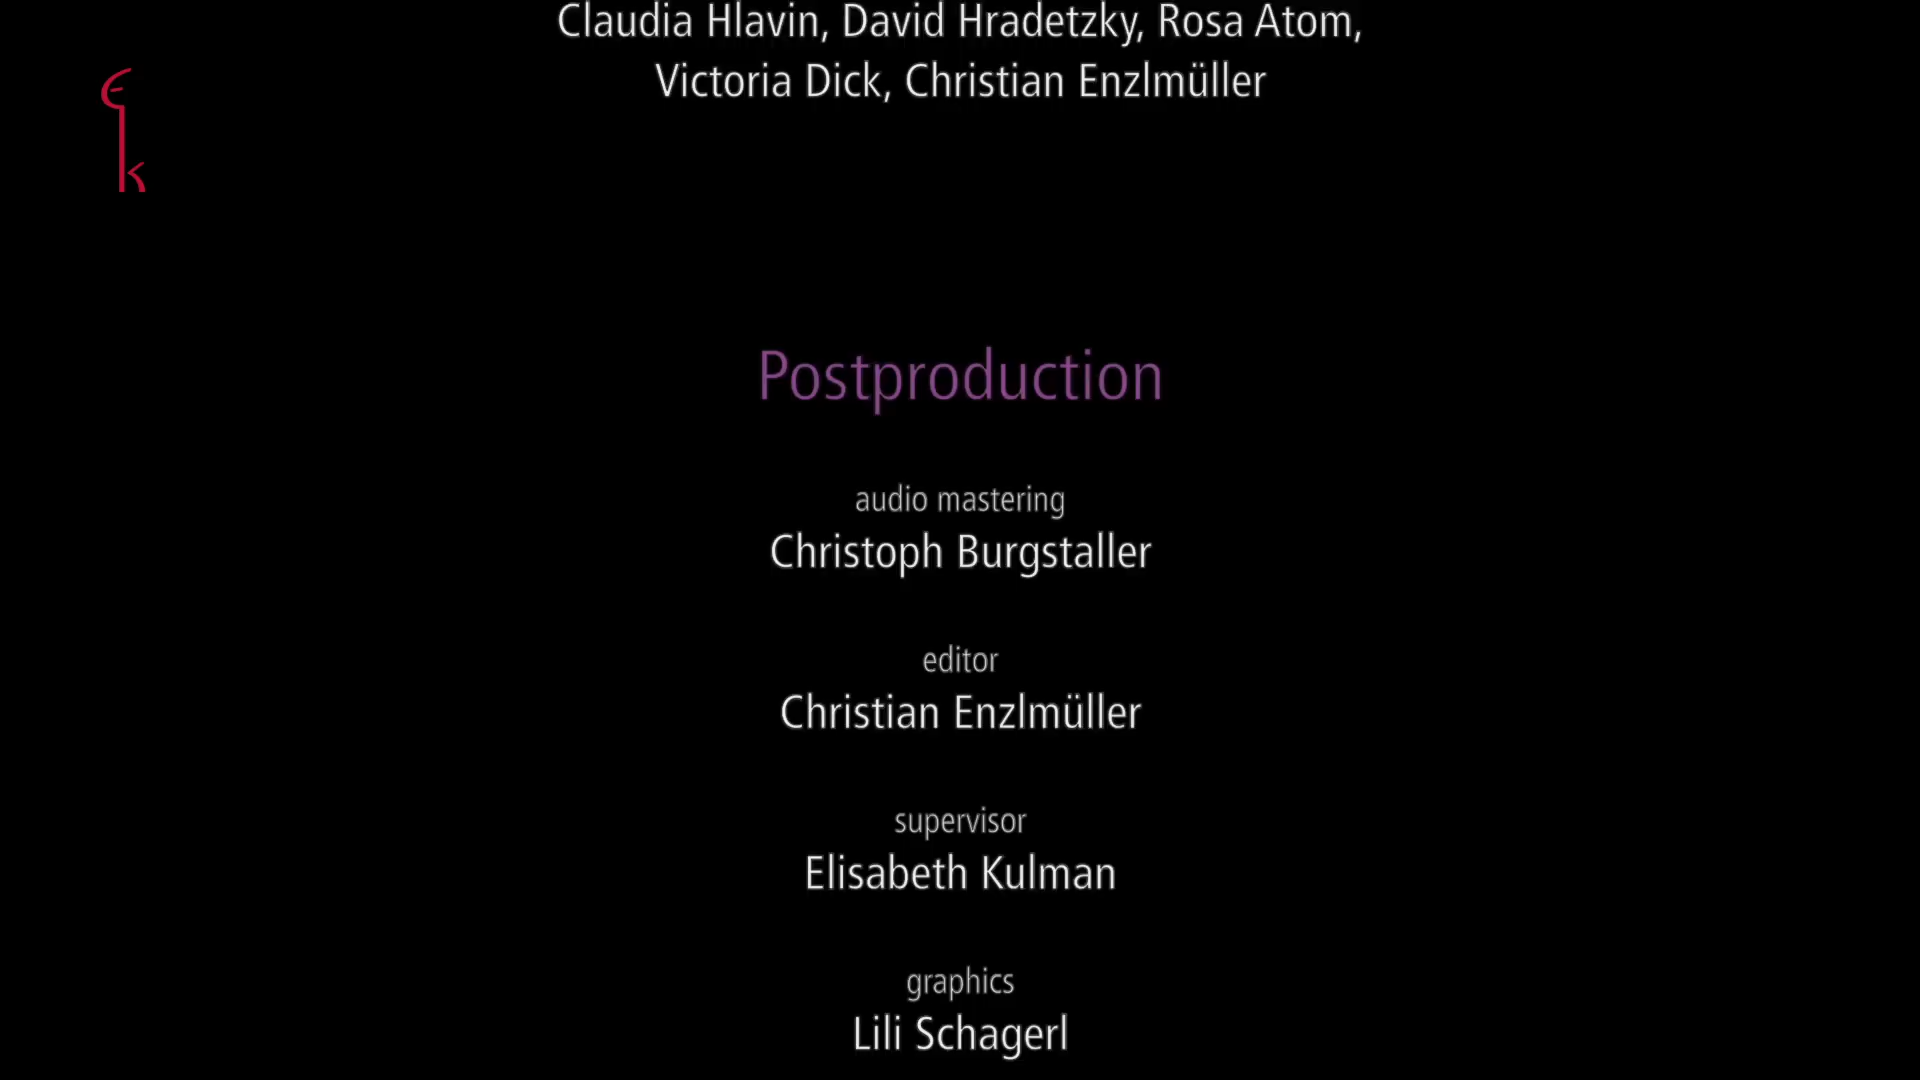 Claudia Hlavin, David Hradetzky, Rosa Atom,
Victoria Dick, Christian Enzlmüller
Postproduction
audio mastering
Christoph Burgstaller
editor
Christian Enzlmüller
supervisor
Elisabeth Kulman
graphics
Lili Schagerl